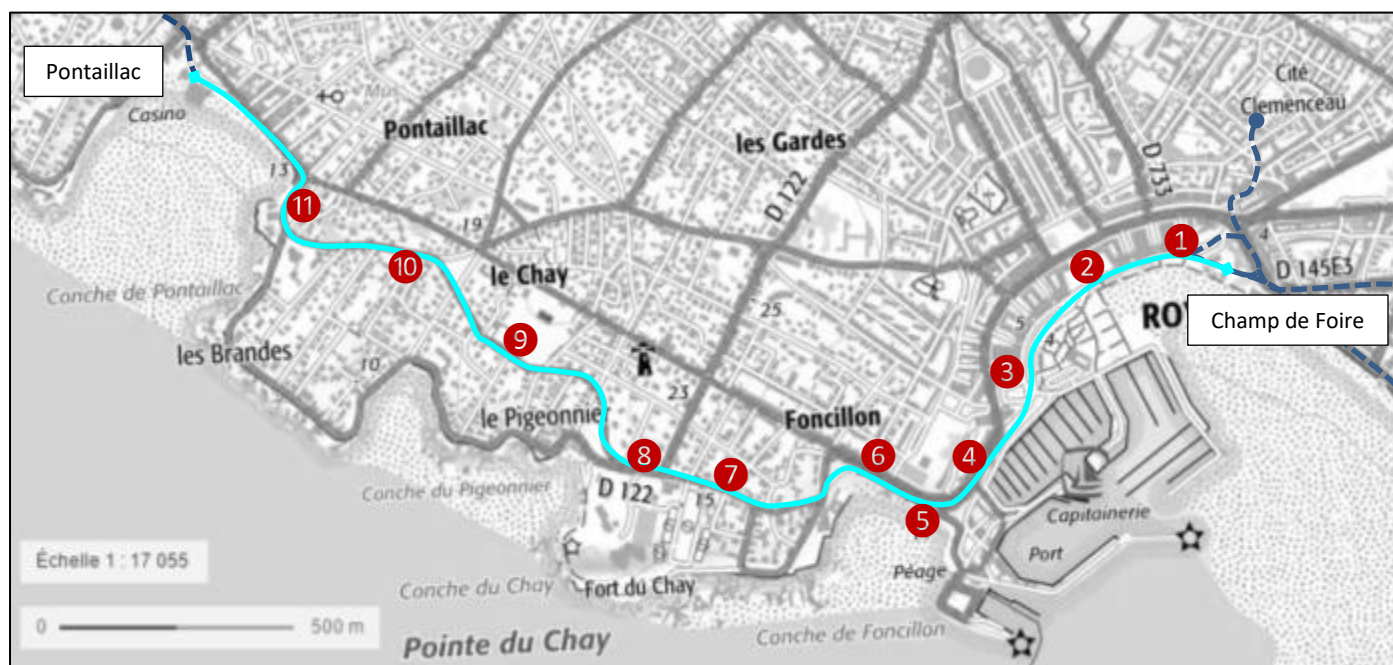 Pontaillac
Casino
Mus.
Pontaillac
les Gardes
D 122
Cité
Clemenceau
D 733
13
11
19
10
le Chay
1
2
4
D 145E3
Conche de Pontaillac
Champ de Foire
les Brandes
10
9
25
5
4
3
le Pigeonnier
23
Foncillon
8
7
6
4
Conche du Pigeonnier
D 122
15
5
Capitainerie
Port
Péage
Échelle 1 : 17 055
Conche du Chay
Fort du Chay
0
500 m
Pointe du Chay
Conche de Foncillon